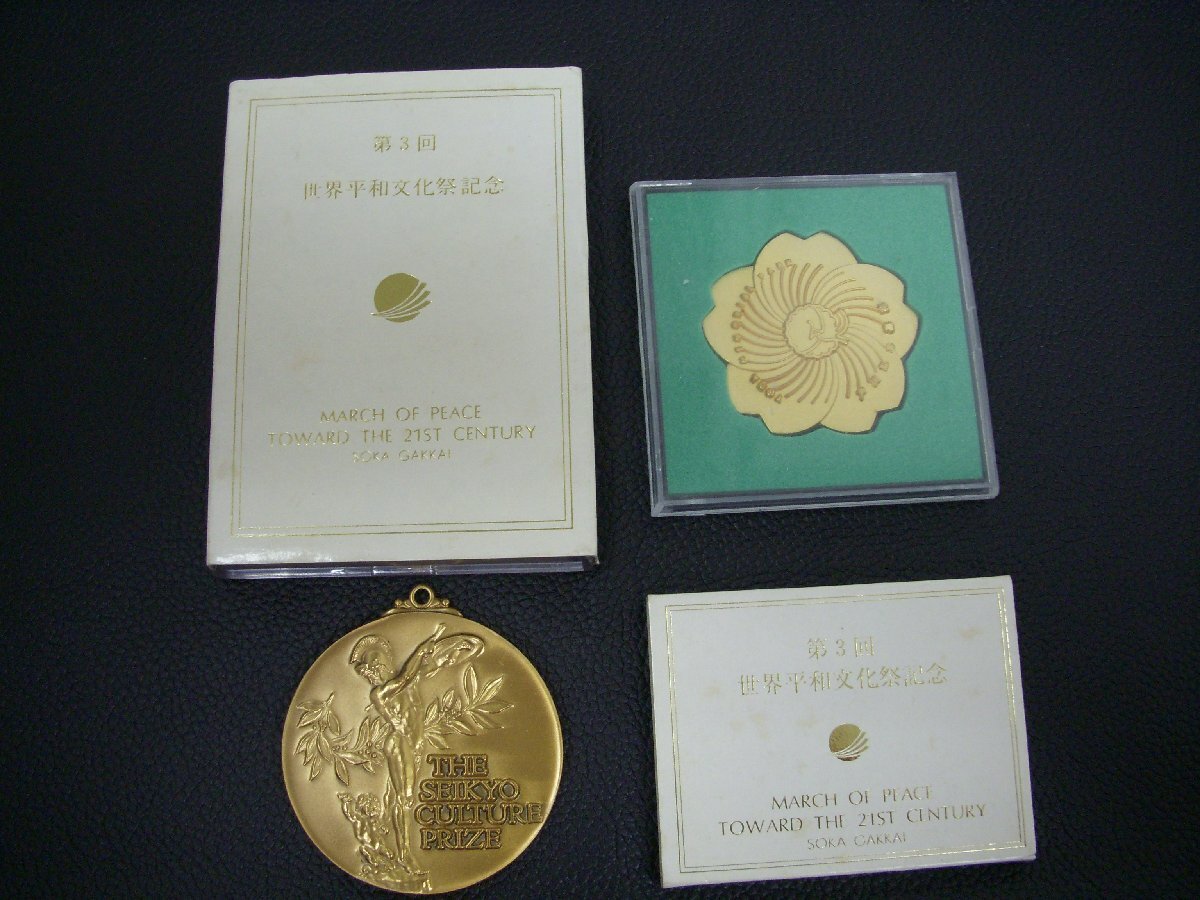 第3回
世界平和文化祭記念
MARCH OF PEACE
TOWARD THE 21ST CENTURY
SOKA GAKKAI
THE
SEIKYO
CULTURE
PRIZE
第3回
世界平和文化祭記念
MARCH OF PEACE
TOWARD THE 21ST CENTURY
SOKA GAKKAI